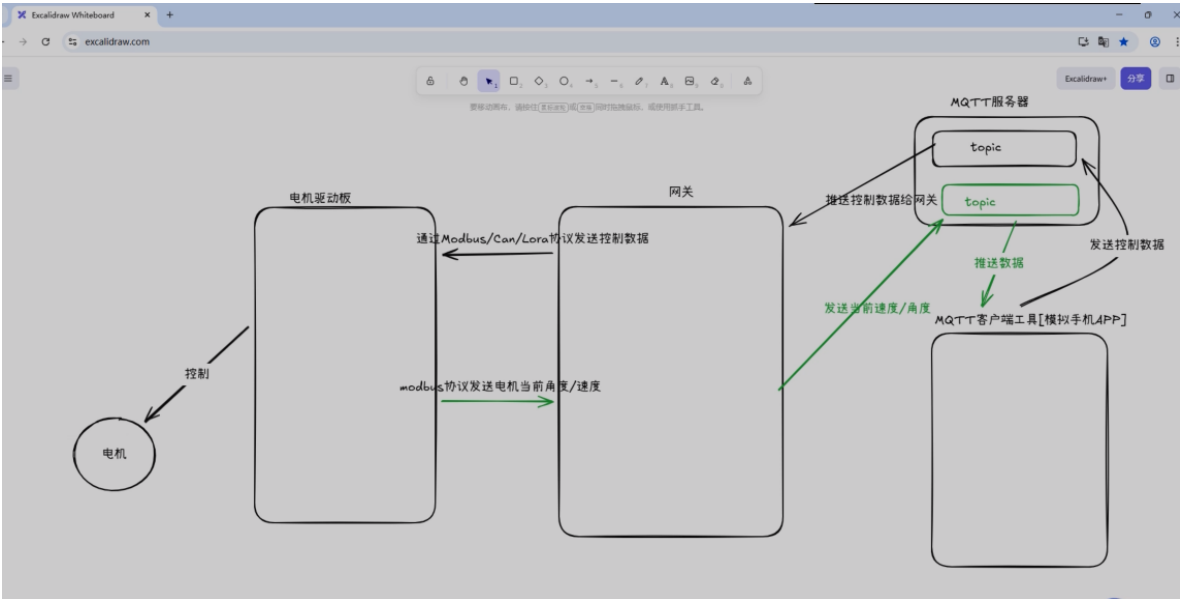 Excalidraw Whiteboard
excalidraw.com
Excalidraw+
分享
MQTT服务器
topic
电机驱动板
网关
推送控制数据给网关
topic
通过Modbus/Can/Lora协议发送控制数据
发送控制数据
推送数据
发送当前速度/角度
MQTT客户端工具[模拟手机APP]
控制
modbus协议发送电机当前角度/速度
电机